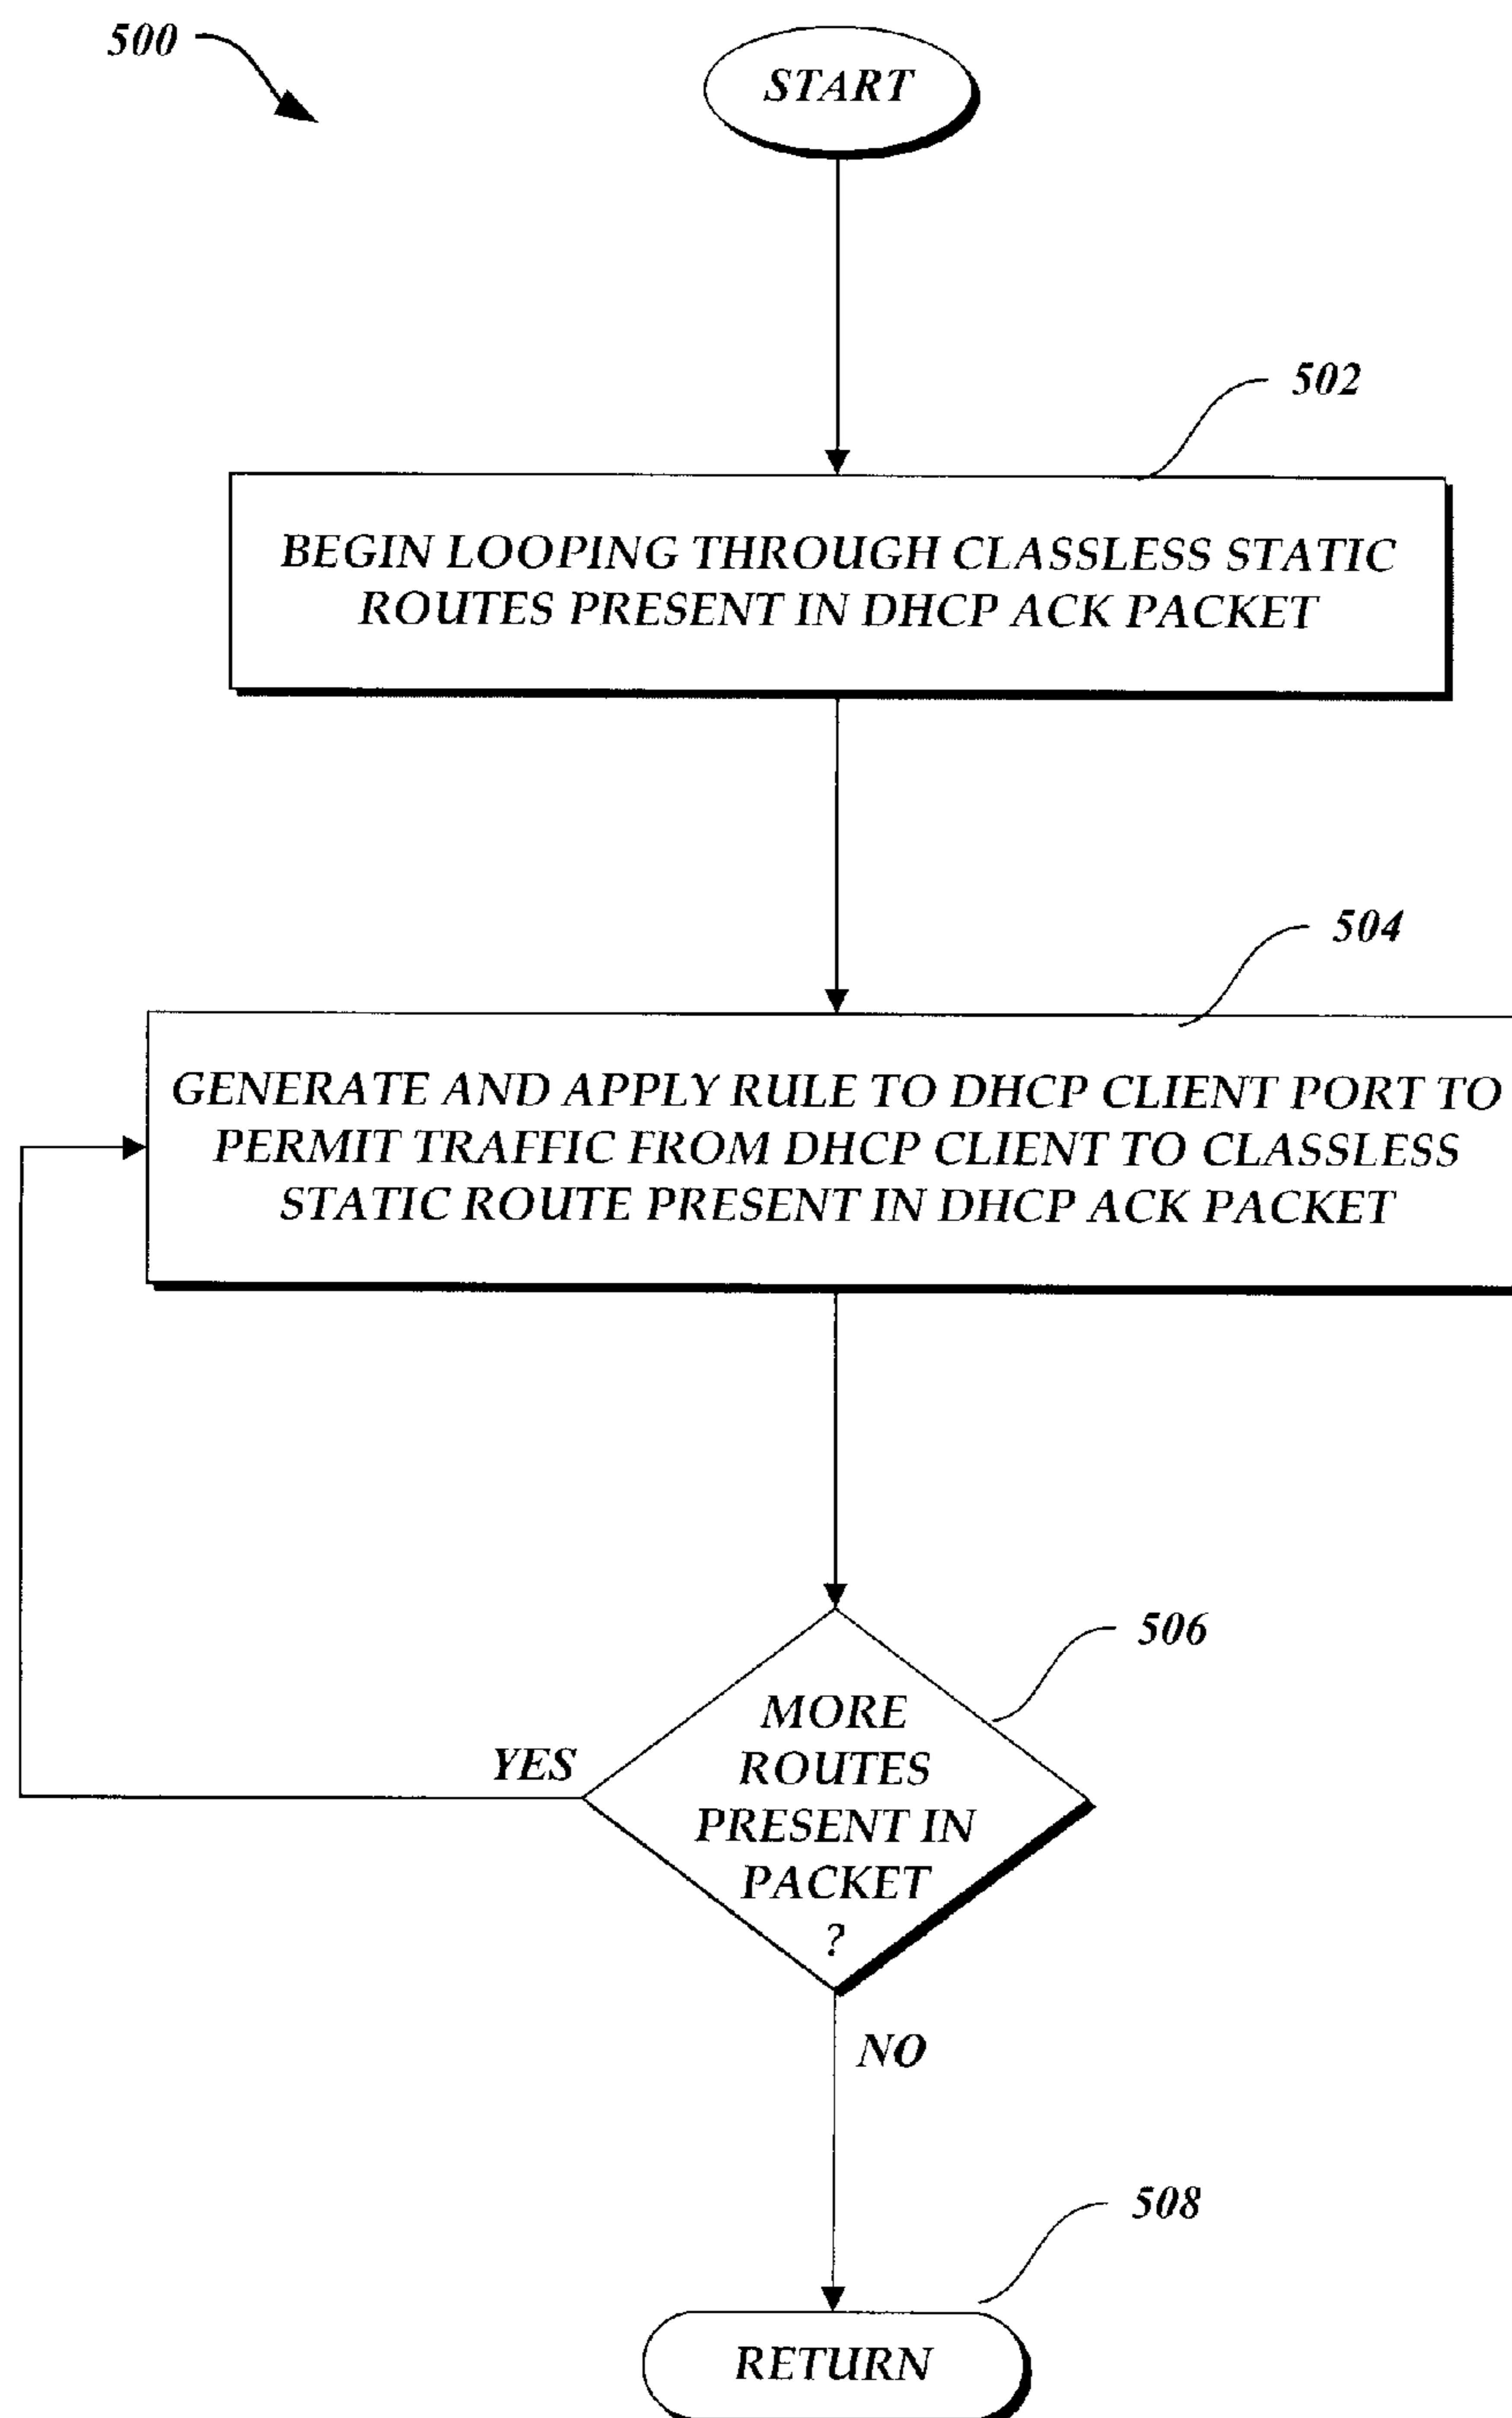 500
START
502
BEGIN LOOPING THROUGH CLASSLESS STATIC
ROUTES PRESENT IN DHCP ACK PACKET
504
GENERATE AND APPLY RULE TO DHCP CLIENT PORT TO
PERMIT TRAFFIC FROM DHCP CLIENT TO CLASSLESS
STATIC ROUTE PRESENT IN DHCP ACK PACKET
506
MORE
ROUTES
PRESENT IN
PACKET
?
YES
NO
508
RETURN